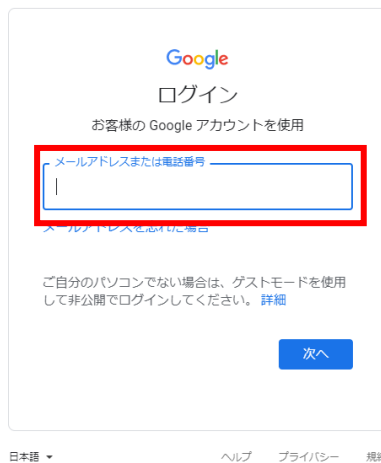 Google
ログイン
お客様の Google アカウントを使用
メールアドレスまたは電話番号
メールアドレスを忘れた場合
ご自分のパソコンでない場合は、ゲストモードを使用
して非公開でログインしてください。 詳細
次へ
日本語 ヘルプ プライバシー 規約